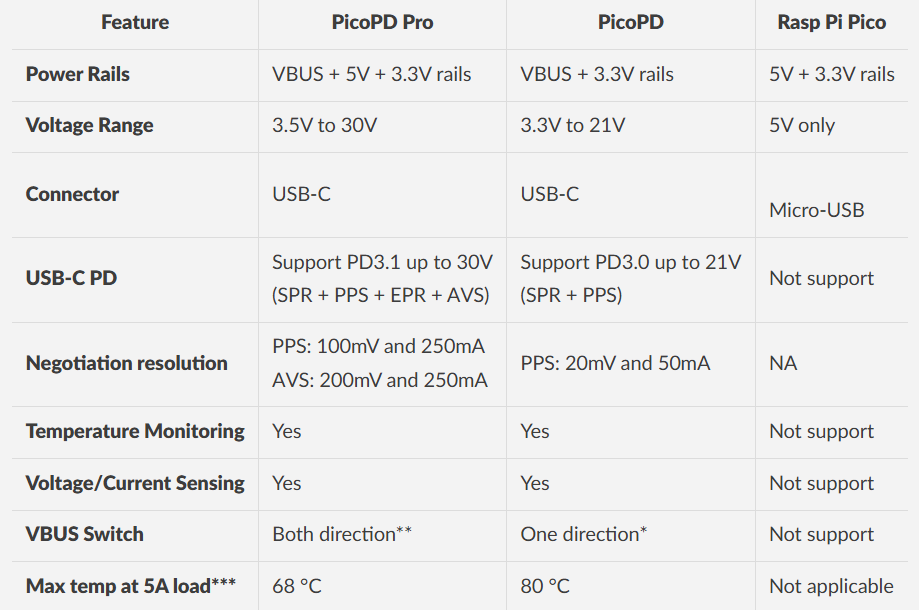 Feature PicoPD Pro PicoPD Rasp Pi Pico
Power Rails VBUS + 5V + 3.3V rails VBUS + 3.3V rails 5V + 3.3V rails
Voltage Range 3.5V to 30V 3.3V to 21V 5V only
Connector USB-C USB-C Micro-USB
USB-C PD Support PD3.1 up to 30V Support PD3.0 up to 21V Not support
(SPR + PPS + EPR + AVS) (SPR + PPS)
Negotiation resolution PPS: 100mV and 250mA PPS: 20mV and 50mA NA
AVS: 200mV and 250mA
Temperature Monitoring Yes Yes Not support
Voltage/Current Sensing Yes Yes Not support
VBUS Switch Both direction** One direction* Not support
Max temp at 5A load*** 68 °C 80 °C Not applicable